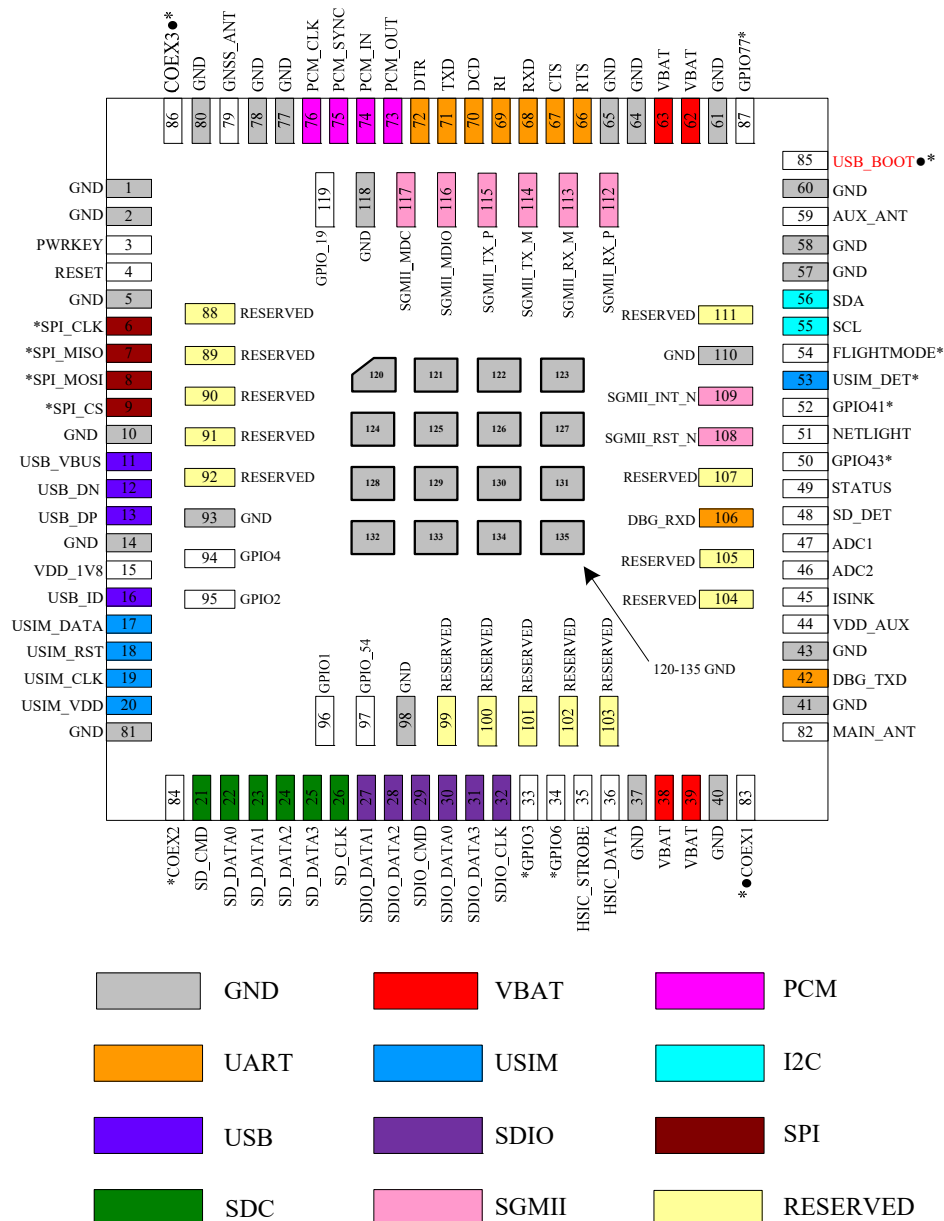 COEX3●* GND GNSS_ANT GND GND PCM_CLK PCM_SYNC PCM_IN PCM_OUT DTR TXD DCD RI RXD CTS RTS GND GND VBAT VBAT GND GPIO77*
86 80 79 78 77 76 75 74 73 72 71 70 69 68 67 66 65 64 63 62 61 87
85 USB_BOOT●*
GND 1
60 GND
GND 2
59 AUX_ANT
PWRKEY 3
58 GND
RESET 4
57 GND
GND 5
56 SDA
*SPI_CLK 6
55 SCL
*SPI_MISO 7
54 FLIGHTMODE*
*SPI_MOSI 8
53 USIM_DET*
*SPI_CS 9
52 GPIO41*
GND 10
51 NETLIGHT
USB_VBUS 11
50 GPIO43*
USB_DN 12
49 STATUS
USB_DP 13
48 SD_DET
GND 14
47 ADC1
VDD_1V8 15
46 ADC2
USB_ID 16
45 ISINK
USIM_DATA 17
44 VDD_AUX
USIM_RST 18
43 GND
USIM_CLK 19
42 DBG_TXD
USIM_VDD 20
41 GND
GND 81
82 MAIN_ANT
119 118 117 116 115 114 113 112
GPIO_19 GND SGMII_MDC SGMII_MDIO SGMII_TX_P SGMII_TX_M SGMII_RX_M SGMII_RX_P
88 RESERVED
89 RESERVED
90 RESERVED
91 RESERVED
92 RESERVED
93 GND
94 GPIO4
95 GPIO2
RESERVED 111
GND 110
SGMII_INT_N 109
SGMII_RST_N 108
RESERVED 107
DBG_RXD 106
RESERVED 105
RESERVED 104
120 121 122 123
124 125 126 127
128 129 130 131
132 133 134 135
120-135 GND
GPIO1 GPIO_54 GND RESERVED RESERVED RESERVED RESERVED RESERVED
96 97 98 99 100 101 102 103
84 21 22 23 24 25 26 27 28 29 30 31 32 33 34 35 36 37 38 39 40 83
*COEX2 SD_CMD SD_DATA0 SD_DATA1 SD_DATA2 SD_DATA3 SD_CLK SDIO_DATA1 SDIO_DATA2 SDIO_CMD SDIO_DATA0 SDIO_DATA3 SDIO_CLK *GPIO3 *GPIO6 HSIC_STROBE HSIC_DATA GND VBAT VBAT GND *●COEX1
GND VBAT PCM
UART USIM I2C
USB SDIO SPI
SDC SGMII RESERVED